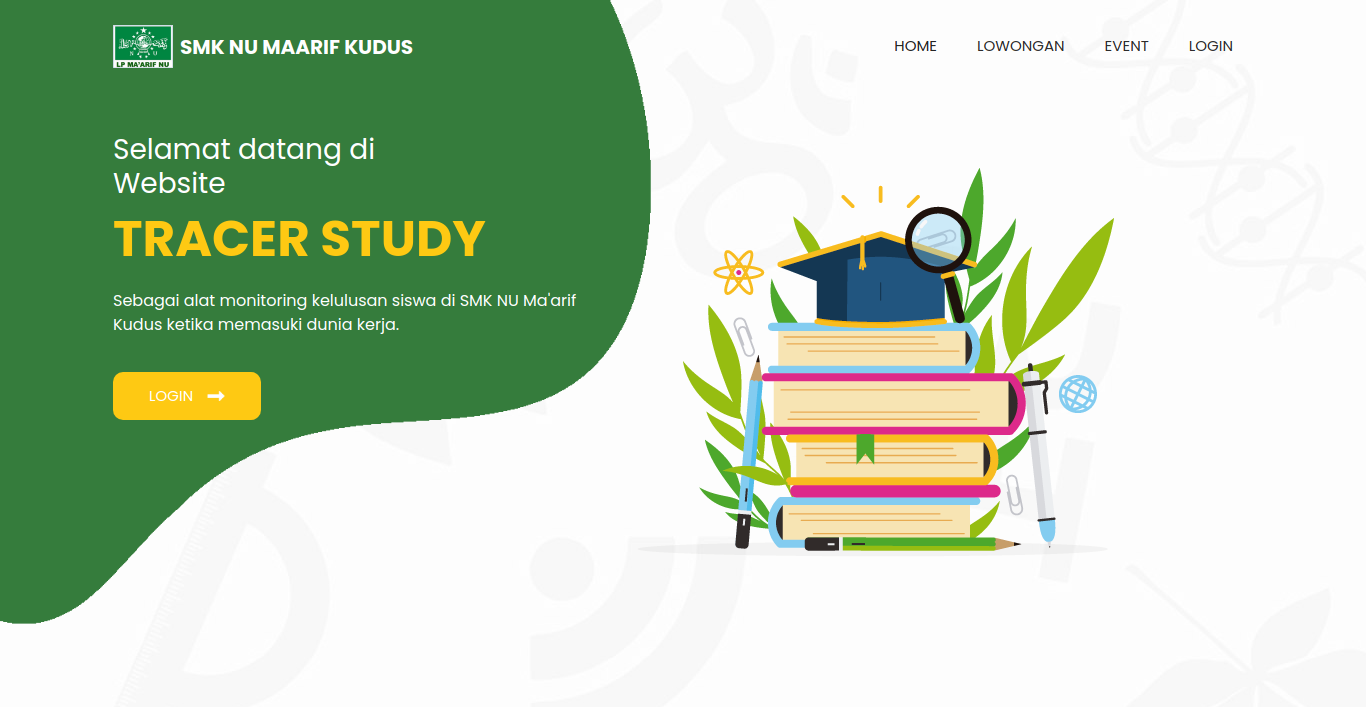 SMK NU MAARIF KUDUS
N U
LP MA'ARIF NU
HOME
LOWONGAN
EVENT
LOGIN
Selamat datang di
Website
TRACER STUDY
Sebagai alat monitoring kelulusan siswa di SMK NU Ma'arif
Kudus ketika memasuki dunia kerja.
LOGIN